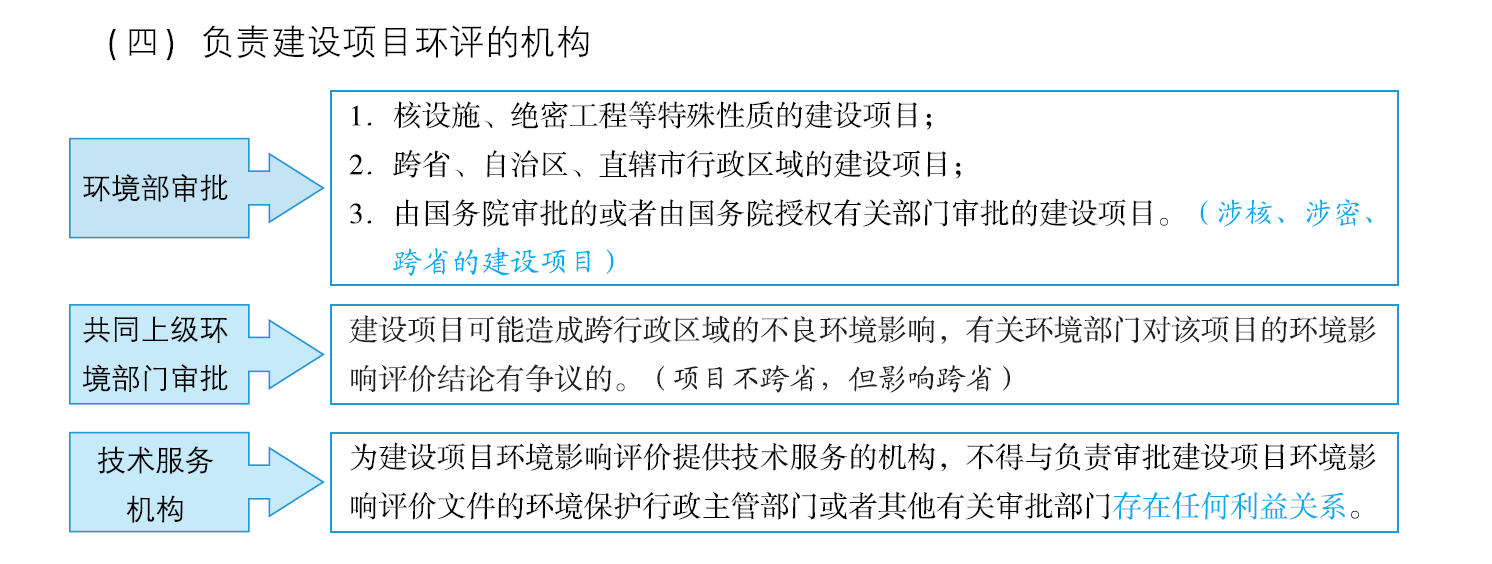 (四) 负责建设项目环评的机构
环境部审批
1. 核设施、绝密工程等特殊性质的建设项目；
2. 跨省、自治区、直辖市行政区域的建设项目；
3. 由国务院审批的或者由国务院授权有关部门审批的建设项目。（涉核、涉密、
跨省的建设项目）
共同上级环
境部门审批
建设项目可能造成跨行政区域的不良环境影响，有关环境部门对该项目的环境影
响评价结论有争议的。（项目不跨省，但影响跨省）
技术服务
机构
为建设项目环境影响评价提供技术服务的机构，不得与负责审批建设项目环境影
响评价文件的环境保护行政主管部门或者其他有关审批部门存在任何利益关系。